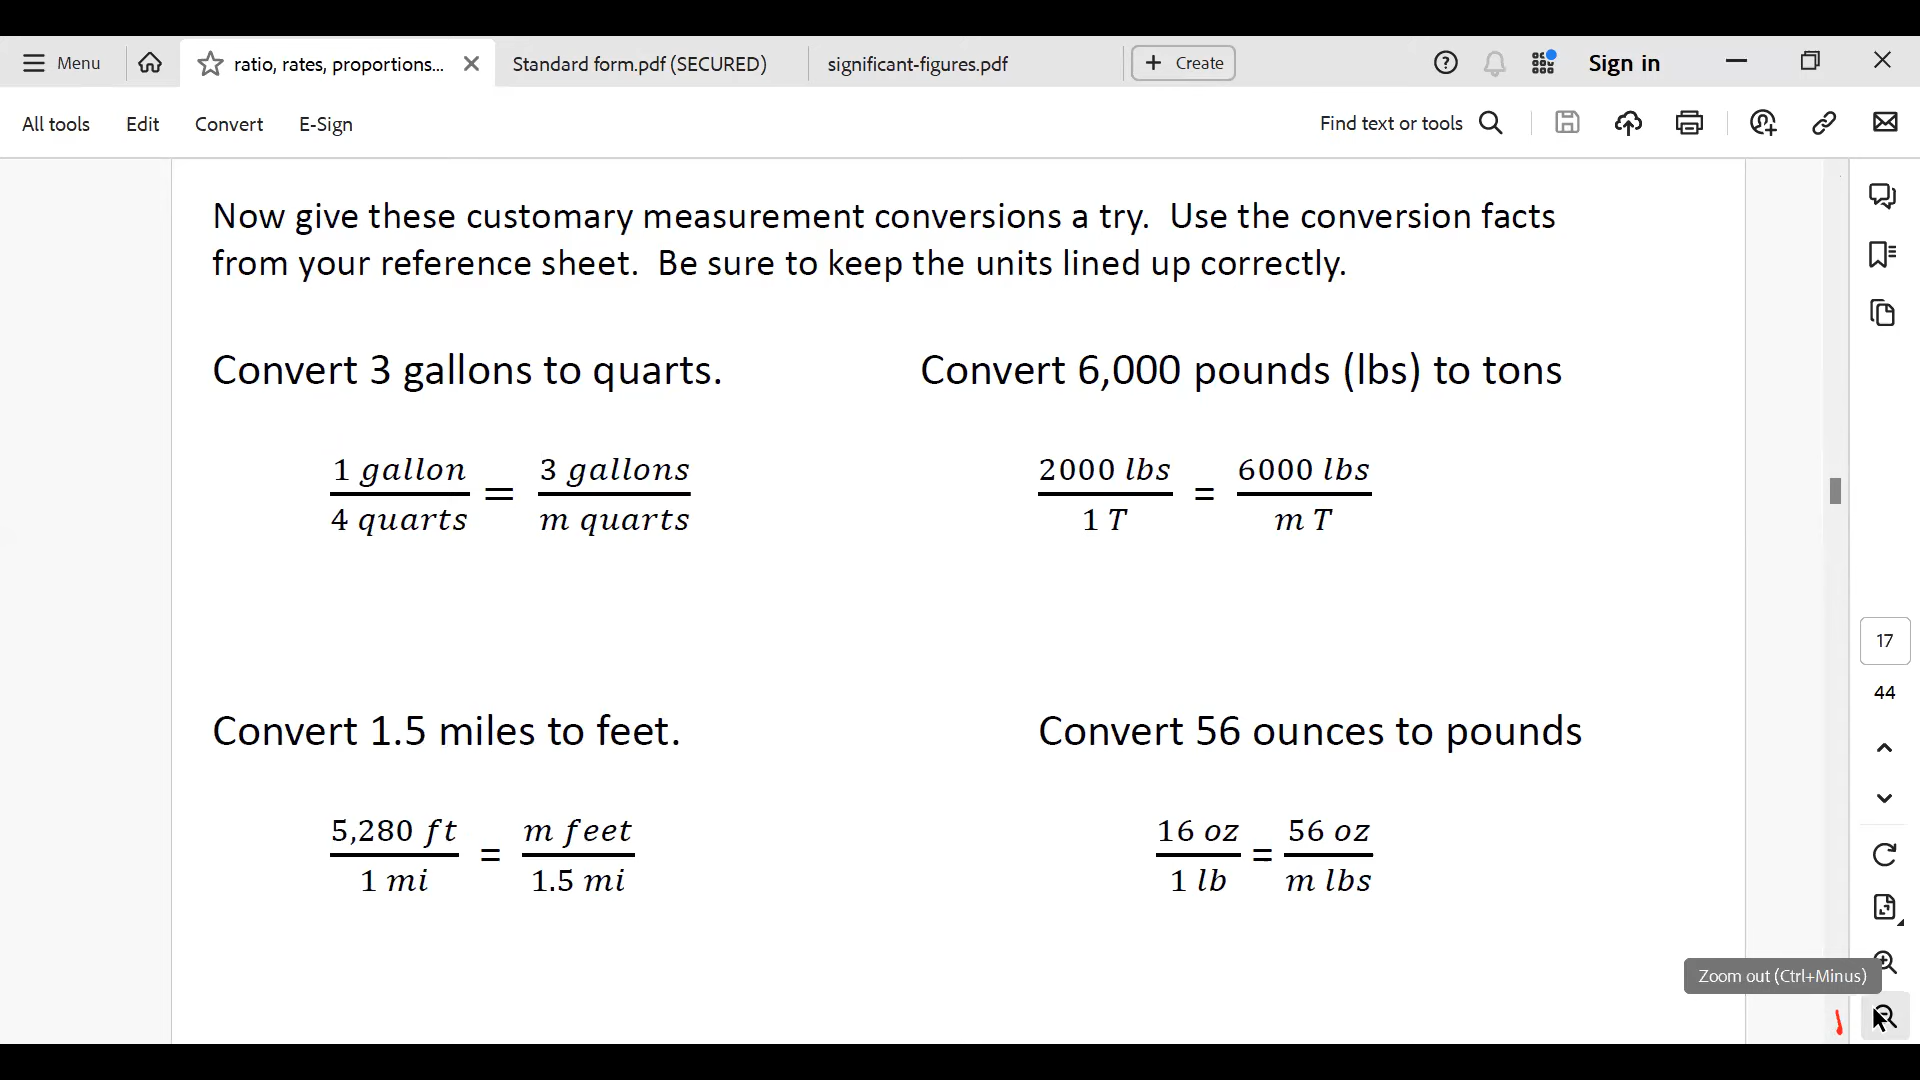 Menu
ratio, rates, proportions...
Standard form.pdf (SECURED)
significant-figures.pdf
+ Create
Sign in
All tools
Edit
Convert
E-Sign
Find text or tools
Now give these customary measurement conversions a try. Use the conversion facts
from your reference sheet. Be sure to keep the units lined up correctly.
Convert 3 gallons to quarts.
1 gallon / 4 quarts = 3 gallons / m quarts
Convert 6,000 pounds (lbs) to tons
2000 lbs / 1 T = 6000 lbs / m T
Convert 1.5 miles to feet.
5,280 ft / 1 mi = m feet / 1.5 mi
Convert 56 ounces to pounds
16 oz / 1 lb = 56 oz / m lbs
17
44
Zoom out (Ctrl+Minus)